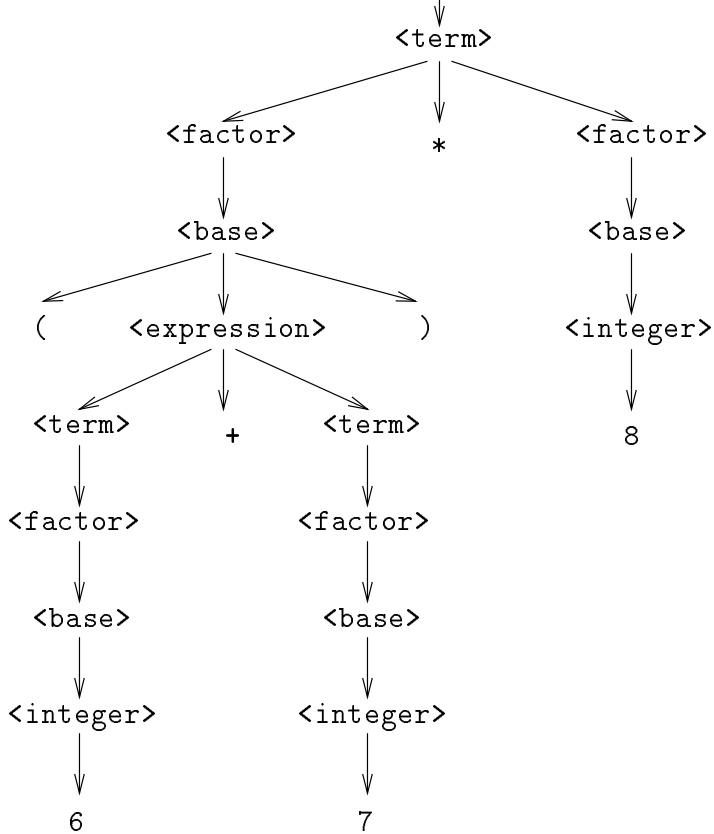 <term>
<factor> * <factor>
<base> <base>
( <expression> ) <integer>
<term> + <term> 8
<factor> <factor>
<base> <base>
<integer> <integer>
6 7